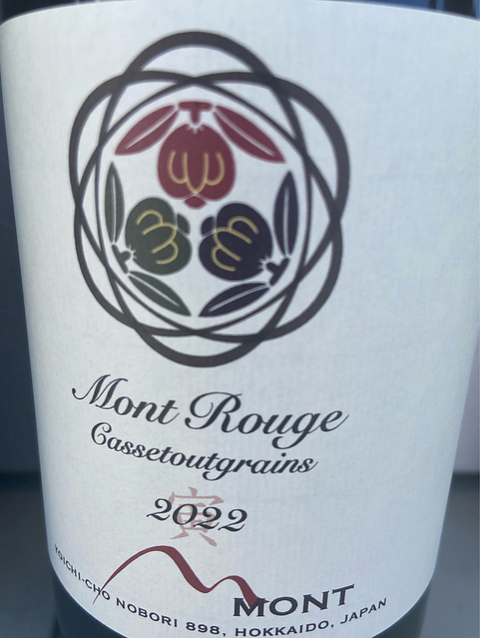 Mont Rouge
Cassetoutgrains
寅
2022
MONT
YOICHI-CHO NOBORI 898, HOKKAIDO, JAPAN